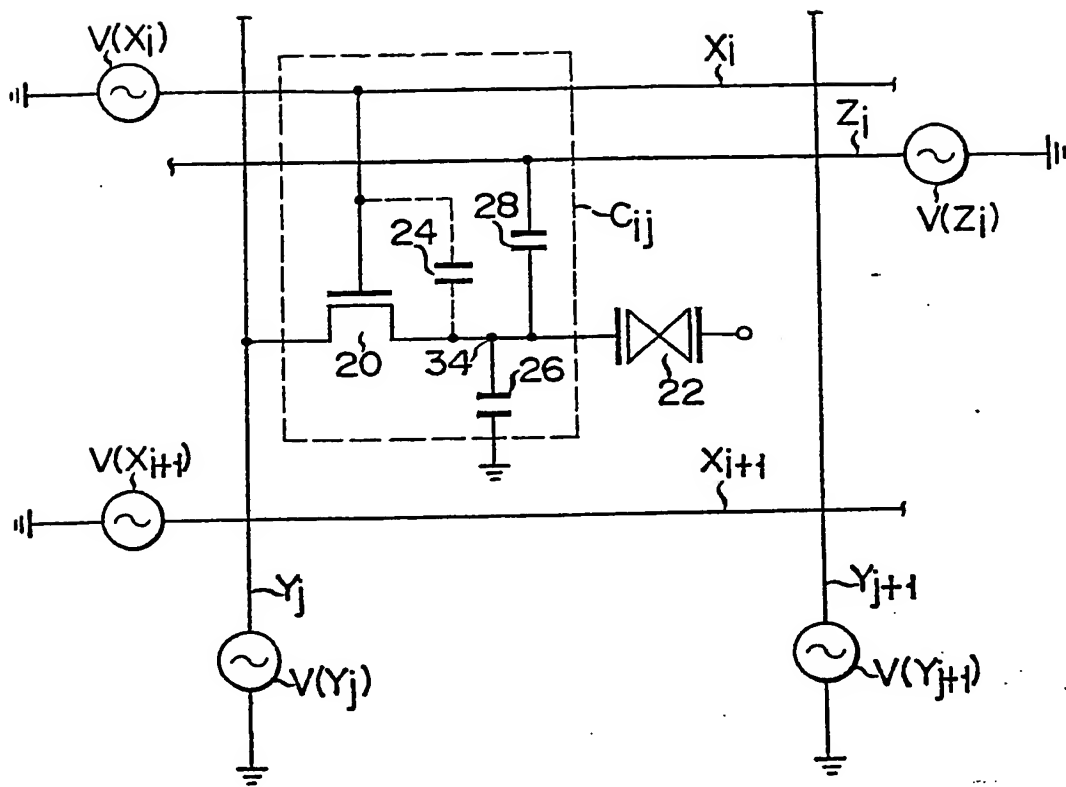 V(Xi)
Xi
Zi
V(Zi)
28
Cij
24
20
34
26
22
V(Xi+1)
Xi+1
Yj
Yj+1
V(Yj)
V(Yj+1)